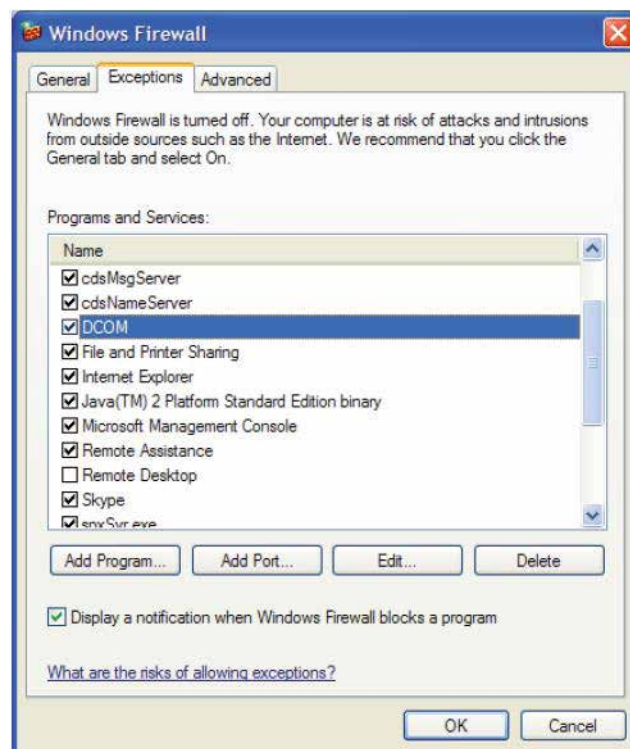 Windows Firewall
General Exceptions Advanced
Windows Firewall is turned off. Your computer is at risk of attacks and intrusions
from outside sources such as the Internet. We recommend that you click the
General tab and select On.
Programs and Services:
Name
cdsMsgServer
cdsNameServer
DCOM
File and Printer Sharing
Internet Explorer
Java(TM) 2 Platform Standard Edition binary
Microsoft Management Console
Remote Assistance
Remote Desktop
Skype
spxSvr.exe
Add Program... Add Port... Edit... Delete
Display a notification when Windows Firewall blocks a program
What are the risks of allowing exceptions?
OK Cancel